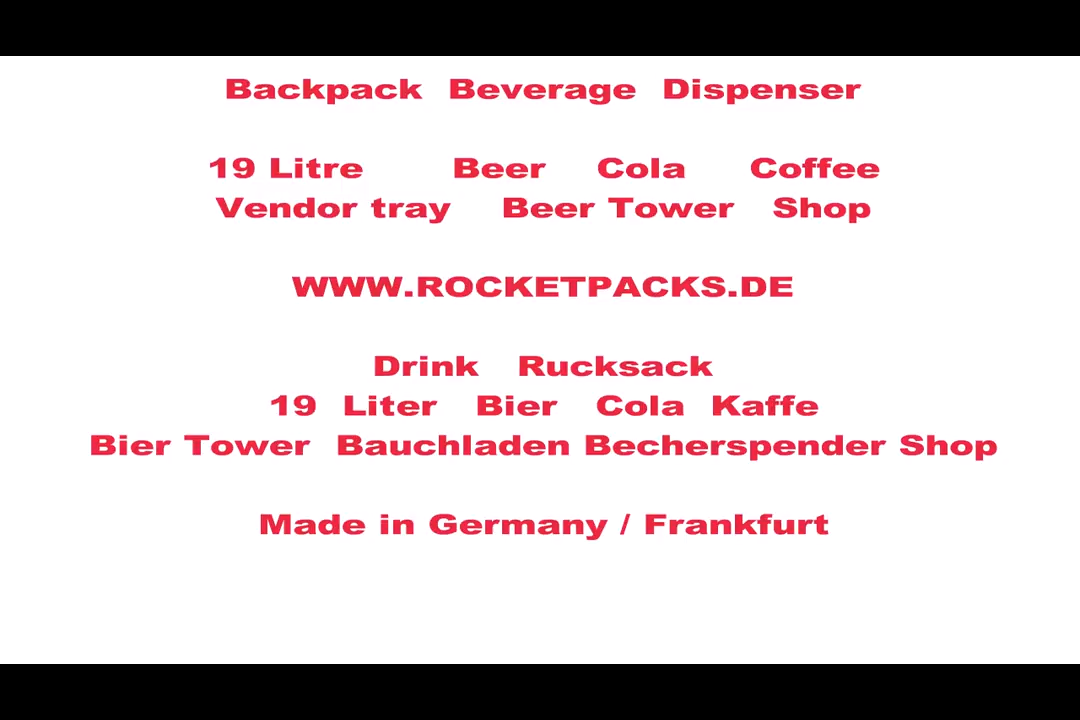 Backpack Beverage Dispenser
19 Litre Beer Cola Coffee
Vendor tray Beer Tower Shop
WWW.ROCKETPACKS.DE
Drink Rucksack
19 Liter Bier Cola Kaffe
Bier Tower Bauchladen Becherspender Shop
Made in Germany / Frankfurt